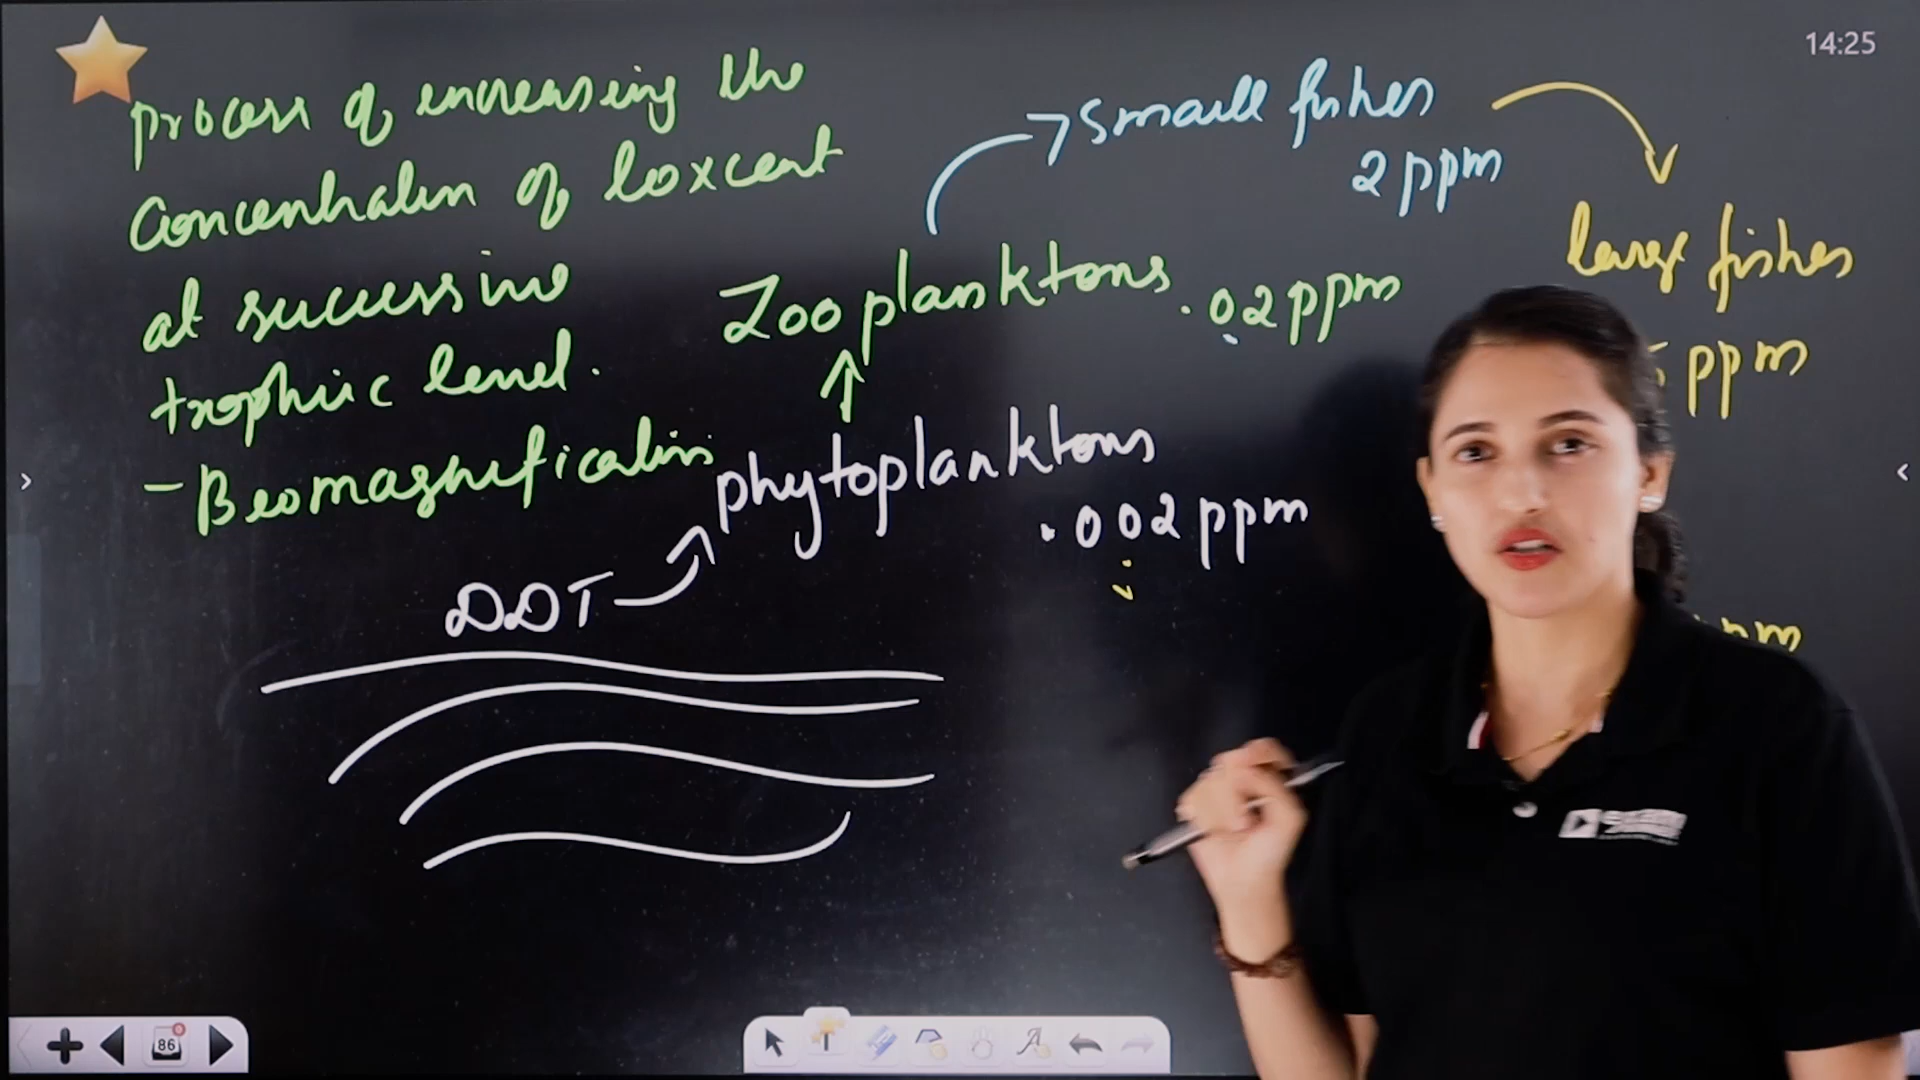 14:25
process of increasing the
Concentration of toxicant
at successive
trophic level.
- Biomagnification
small fishes
2 ppm
large fishes
ppm
Zooplanktons .02 ppm
phytoplanktons
.002 ppm
DDT
86